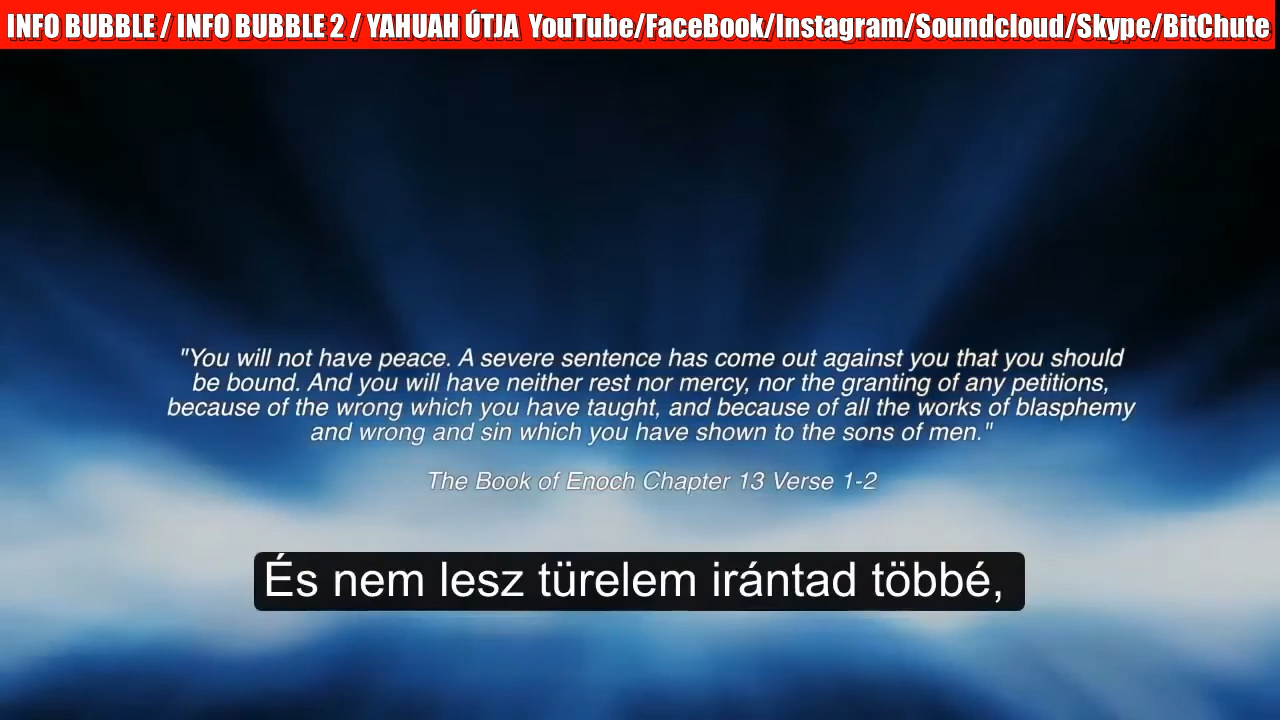 INFO BUBBLE / INFO BUBBLE 2 / YAHUAH ÚTJA YouTube/FaceBook/Instagram/Soundcloud/Skype/BitChute
"You will not have peace. A severe sentence has come out against you that you should
be bound. And you will have neither rest nor mercy, nor the granting of any petitions,
because of the wrong which you have taught, and because of all the works of blasphemy
and wrong and sin which you have shown to the sons of men."
The Book of Enoch Chapter 13 Verse 1-2
És nem lesz türelem irántad többé,